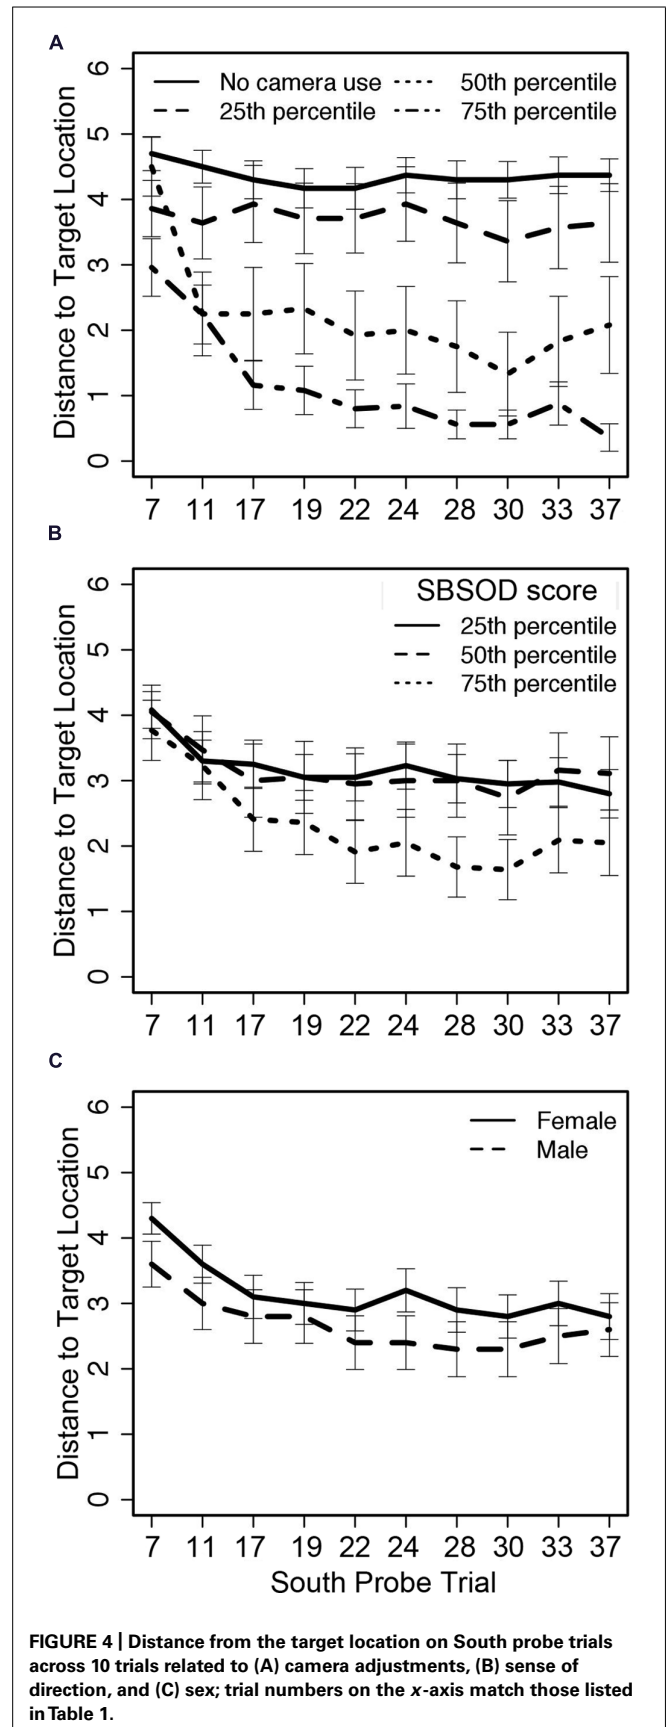 A
No camera use
25th percentile
50th percentile
75th percentile
Distance to Target Location
6
5
4
3
2
1
0
7 11 17 19 22 24 28 30 33 37
B
SBSOD score
25th percentile
50th percentile
75th percentile
Distance to Target Location
6
5
4
3
2
1
0
7 11 17 19 22 24 28 30 33 37
C
Female
Male
Distance to Target Location
6
5
4
3
2
1
0
7 11 17 19 22 24 28 30 33 37
South Probe Trial
FIGURE 4 | Distance from the target location on South probe trials
across 10 trials related to (A) camera adjustments, (B) sense of
direction, and (C) sex; trial numbers on the x-axis match those listed
in Table 1.